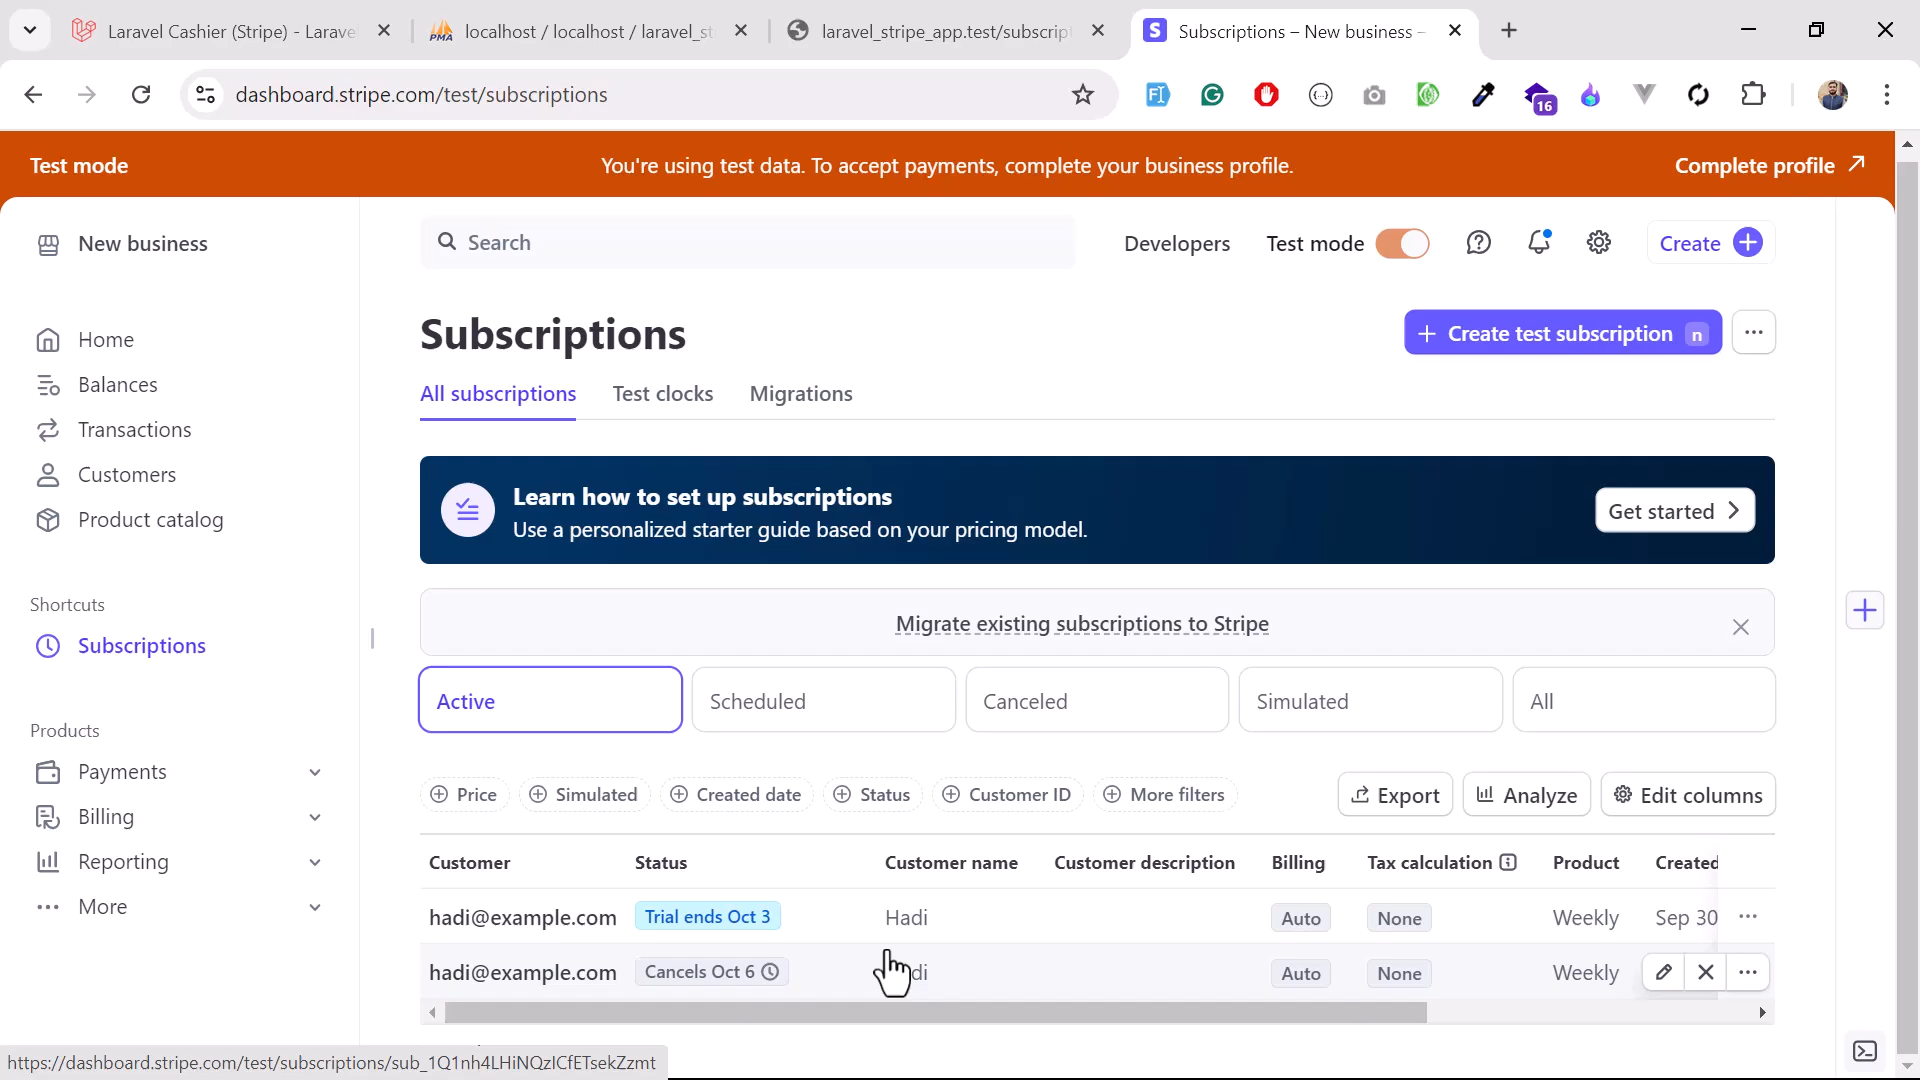 Laravel Cashier (Stripe) - Larave
localhost / localhost / laravel_st
laravel_stripe_app.test/subscript
Subscriptions – New business –
dashboard.stripe.com/test/subscriptions
16
Test mode
You're using test data. To accept payments, complete your business profile.
Complete profile
New business
Search
Developers
Test mode
Create
Home
Balances
Transactions
Customers
Product catalog
Shortcuts
Subscriptions
Products
Payments
Billing
Reporting
More
Subscriptions
Create test subscription n
All subscriptions
Test clocks
Migrations
Learn how to set up subscriptions
Use a personalized starter guide based on your pricing model.
Get started
Migrate existing subscriptions to Stripe
Active
Scheduled
Canceled
Simulated
All
Price
Simulated
Created date
Status
Customer ID
More filters
Export
Analyze
Edit columns
Customer Status Customer name Customer description Billing Tax calculation Product Created
hadi@example.com Trial ends Oct 3 Hadi Auto None Weekly Sep 30
hadi@example.com Cancels Oct 6 di Auto None Weekly
https://dashboard.stripe.com/test/subscriptions/sub_1Q1nh4LHiNQzICfETsekZzmt